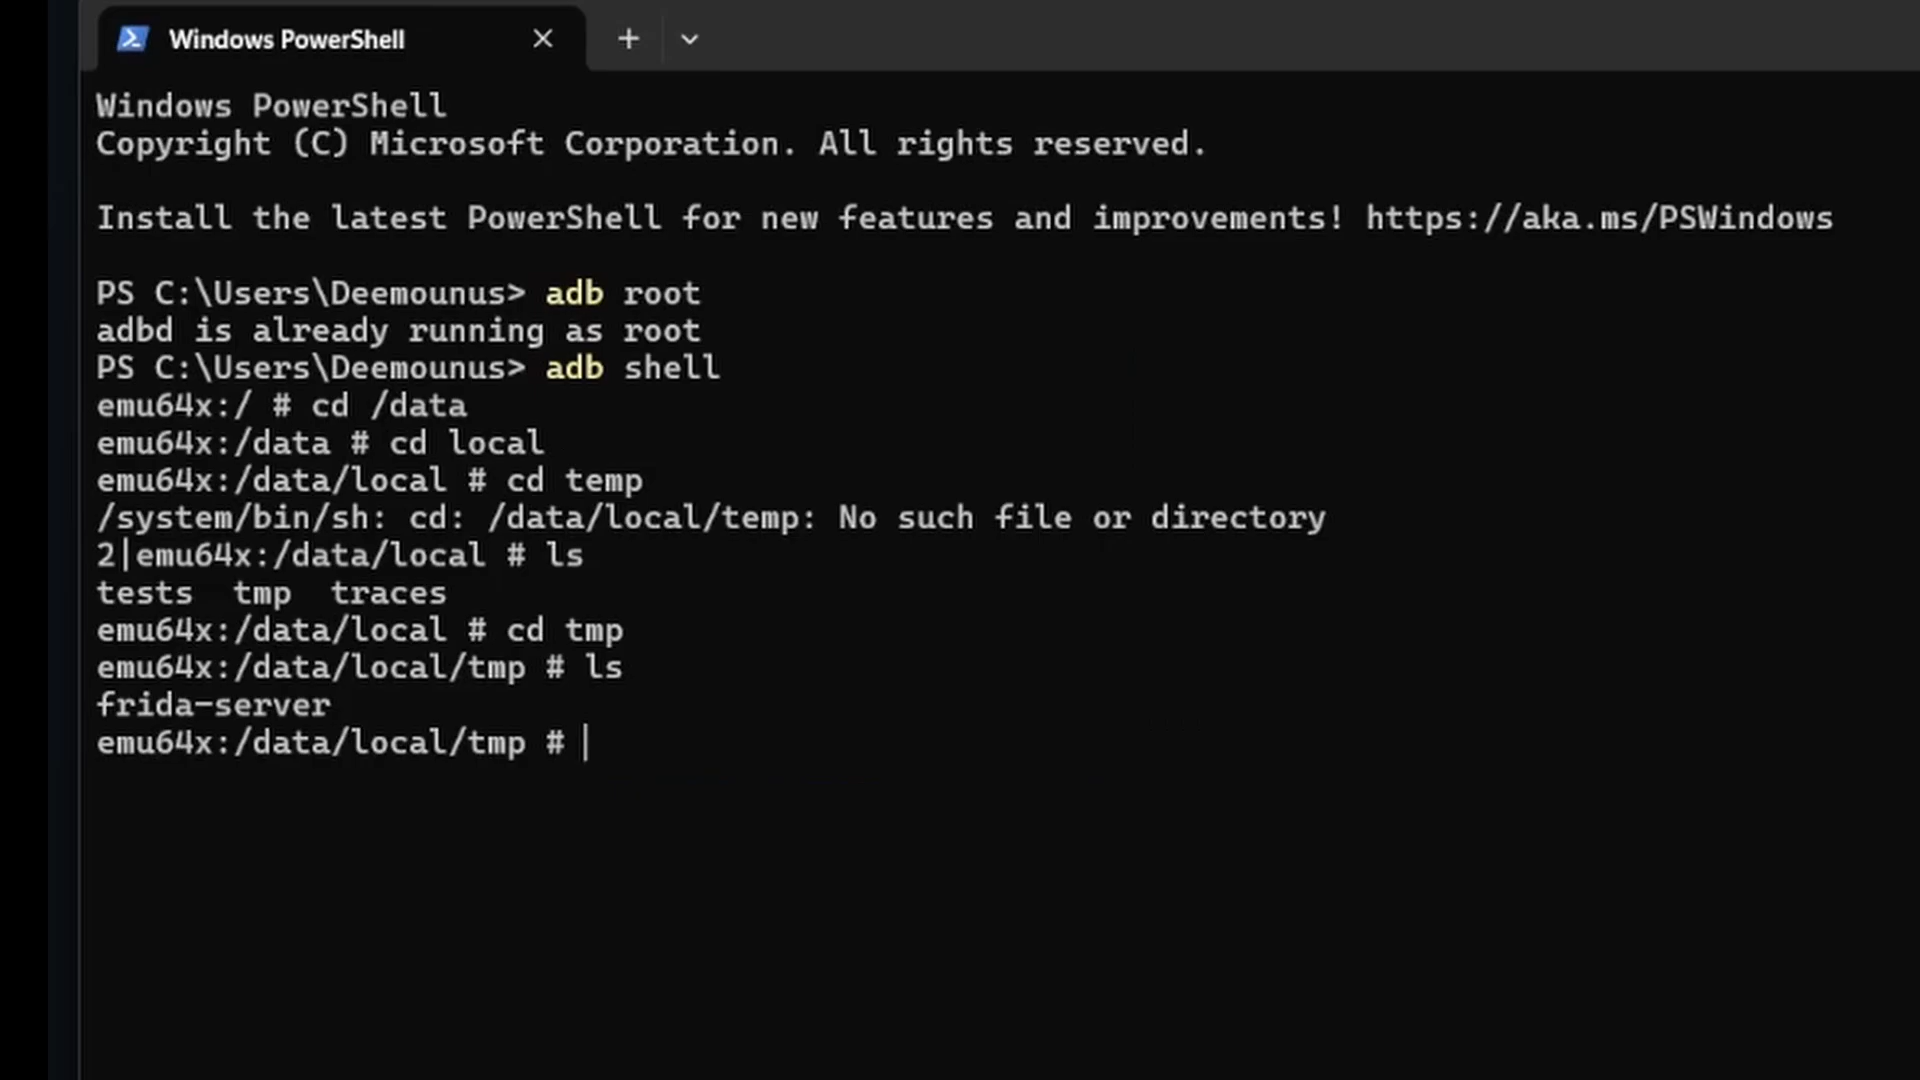 Windows PowerShell
Windows PowerShell
Copyright (C) Microsoft Corporation. All rights reserved.
Install the latest PowerShell for new features and improvements! https://aka.ms/PSWindows
PS C:\Users\Deemounus> adb root
adbd is already running as root
PS C:\Users\Deemounus> adb shell
emu64x:/ # cd /data
emu64x:/data # cd local
emu64x:/data/local # cd temp
/system/bin/sh: cd: /data/local/temp: No such file or directory
2|emu64x:/data/local # ls
tests  tmp  traces
emu64x:/data/local # cd tmp
emu64x:/data/local/tmp # ls
frida-server
emu64x:/data/local/tmp #